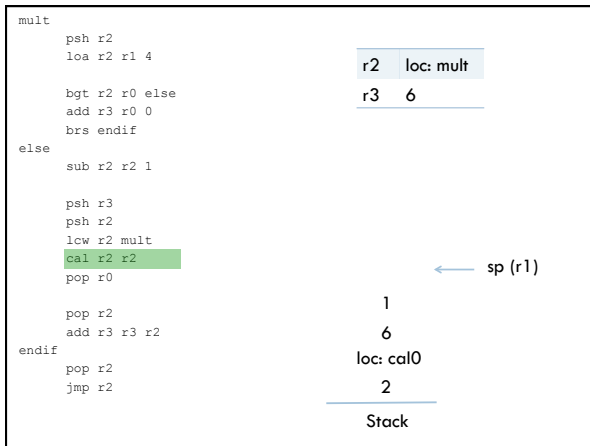 mult
psh r2
loa r2 r1 4
bgt r2 r0 else
add r3 r0 0
brs endif
else
sub r2 r2 1
psh r3
psh r2
lcw r2 mult
cal r2 r2
pop r0
pop r2
add r3 r3 r2
endif
pop r2
jmp r2
r2 loc: mult
r3 6
sp (r1)
1
6
loc: cal0
2
Stack